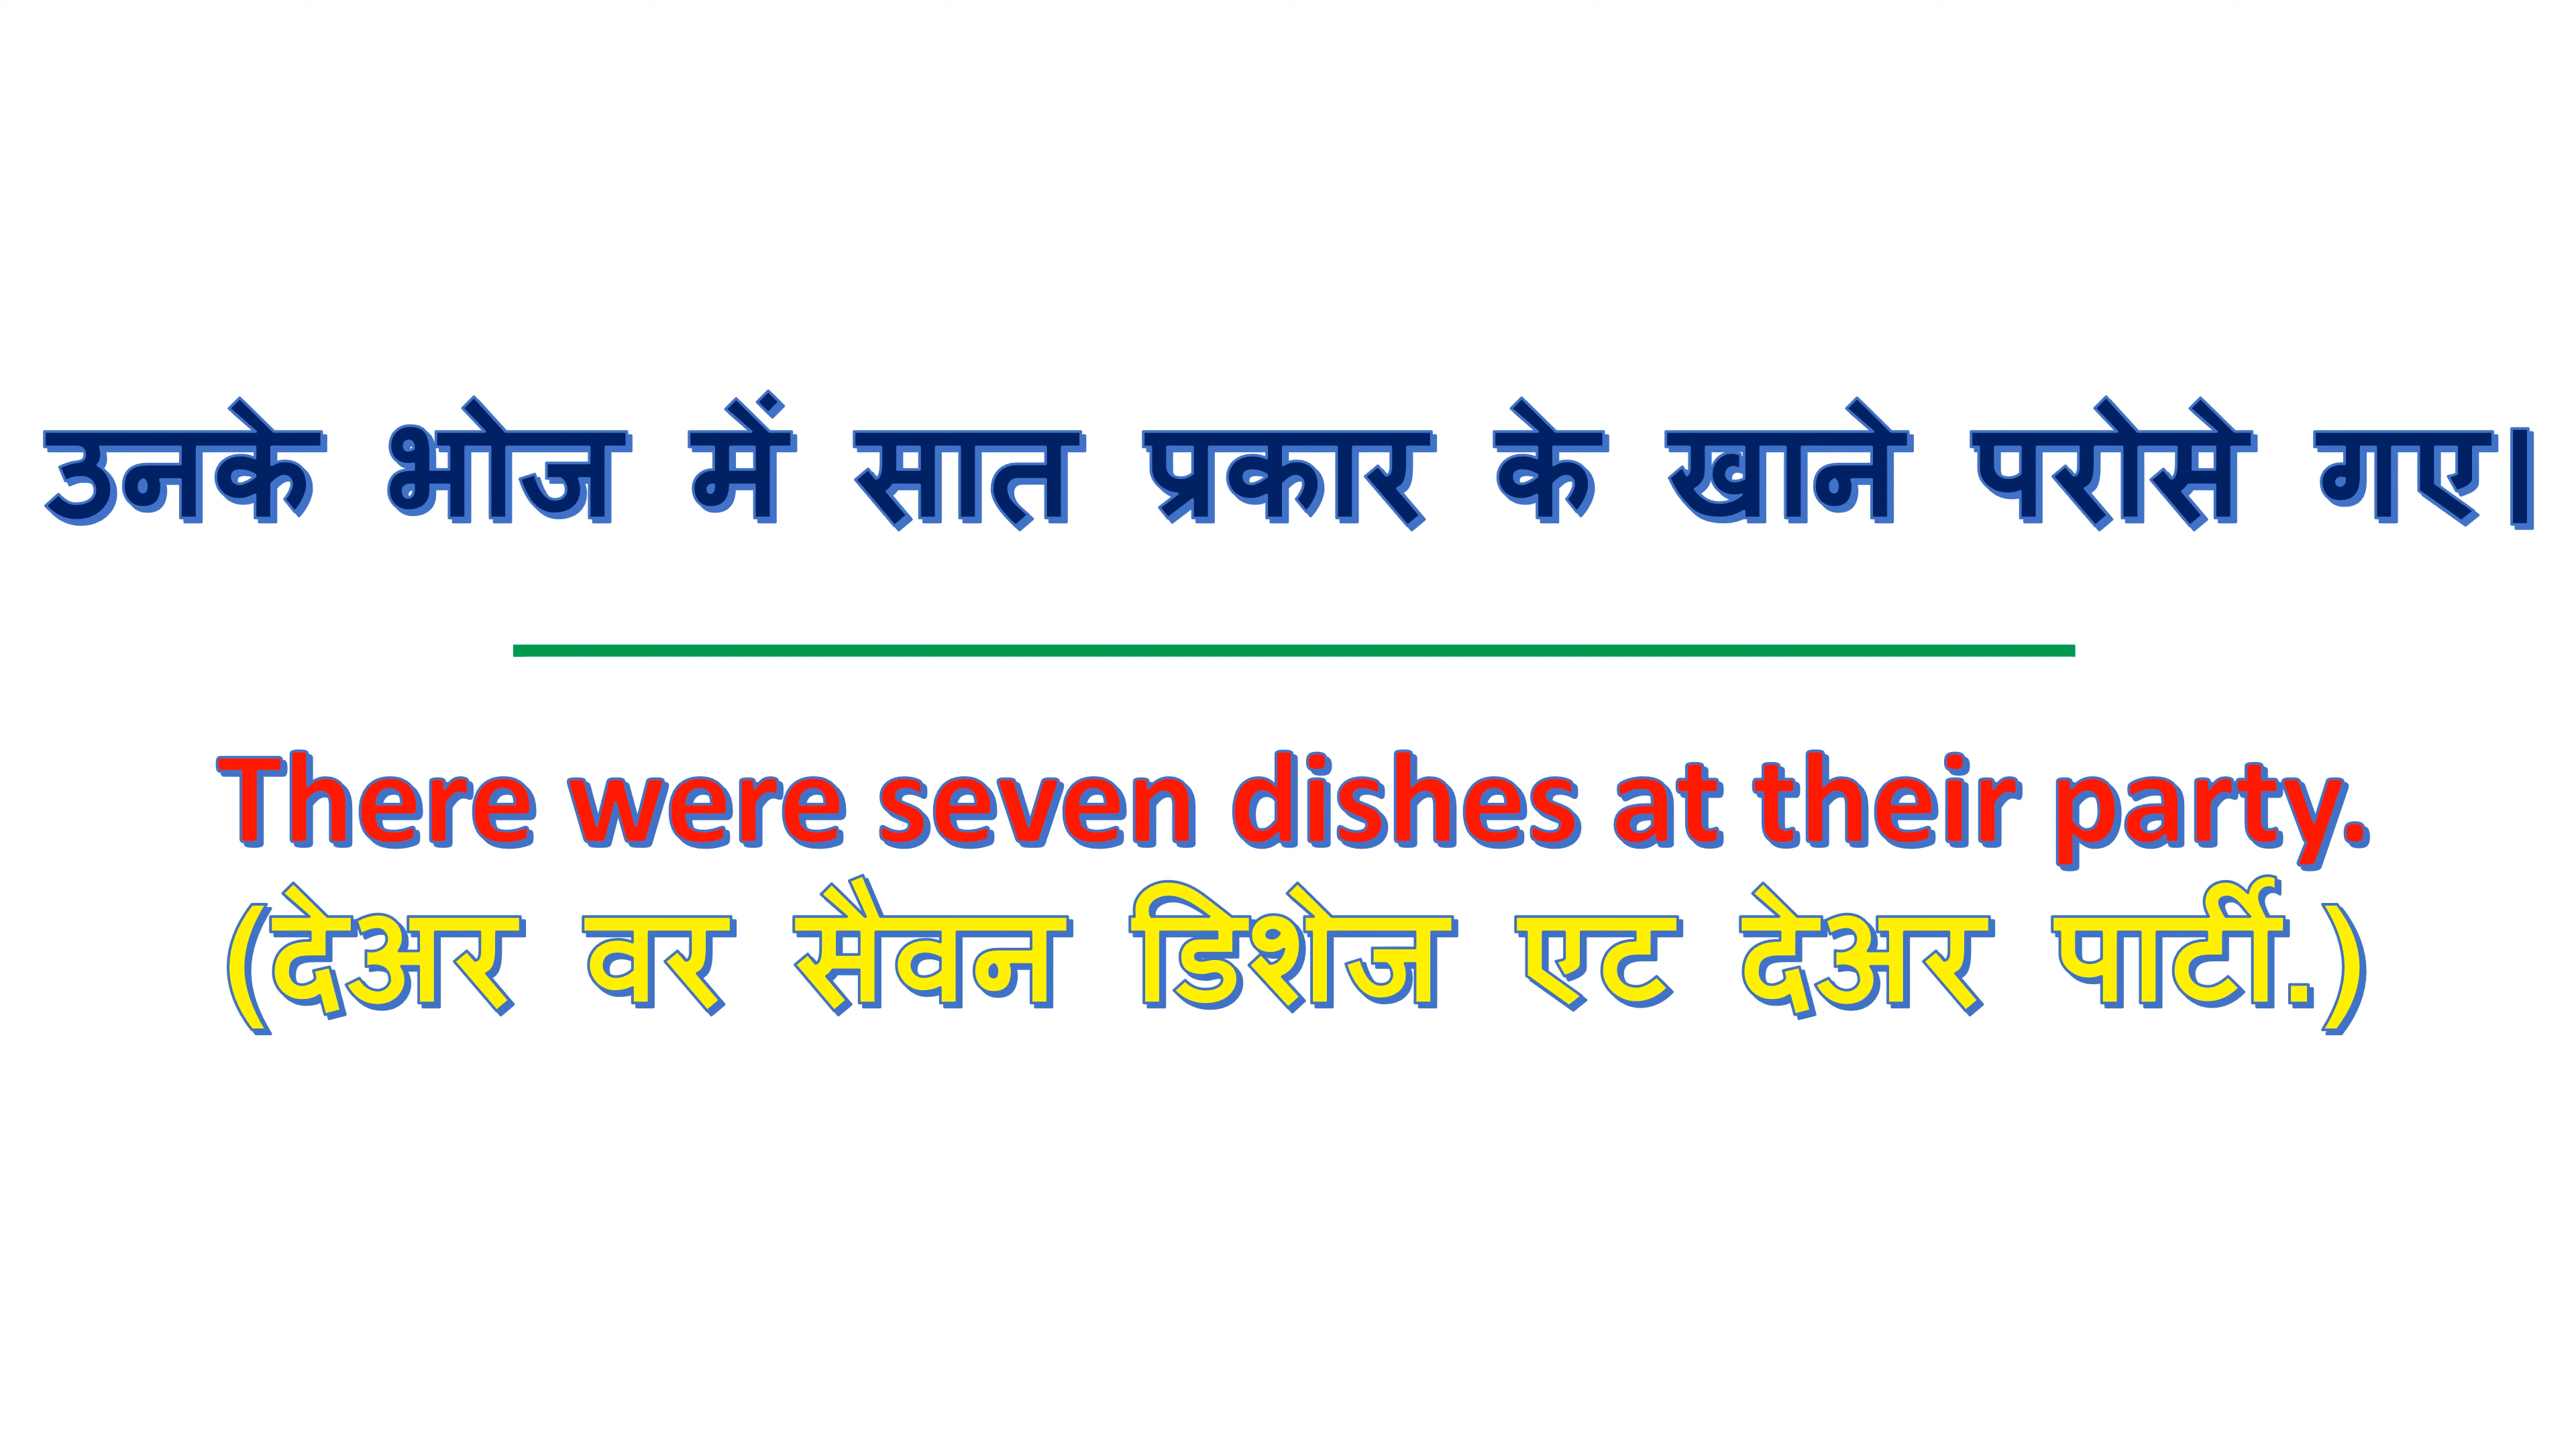 उनके भोज में सात प्रकार के खाने परोसे गए।
There were seven dishes at their party.
(देअर वर सैवन डिशेज एट देअर पार्टी.)